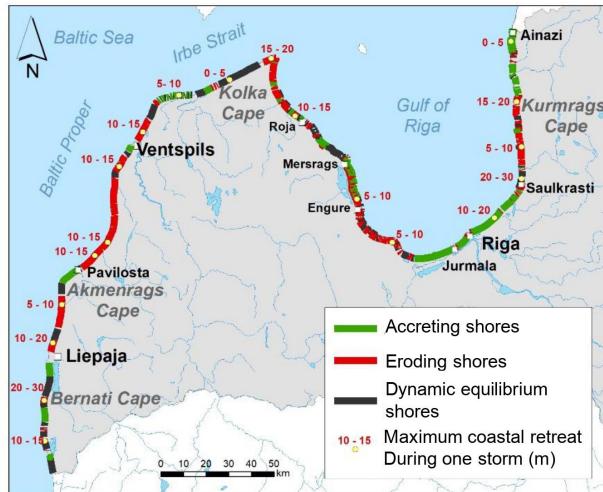 Baltic Sea
Irbe Strait
15 - 20
Ainazi
0 - 5
N
5 - 10
0 - 5
Kolka
Cape
10 - 15
Roja
Gulf of
Riga
15 - 20
Kurmrags
Cape
Baltic Proper
10 - 15
Ventspils
10 - 15
Mersrags
5 - 10
5 - 10
20 - 30
Saulkrasti
Engure
10 - 20
5 - 10
Riga
Jurmala
10 - 15
10 - 15
Pavilosta
Akmenrags
Cape
5 - 10
10 - 20
Liepaja
20 - 30
Bernati Cape
10 - 15
Accreting shores
Eroding shores
Dynamic equilibrium
shores
10 - 15
Maximum coastal retreat
During one storm (m)
0 10 20 30 40 50
km